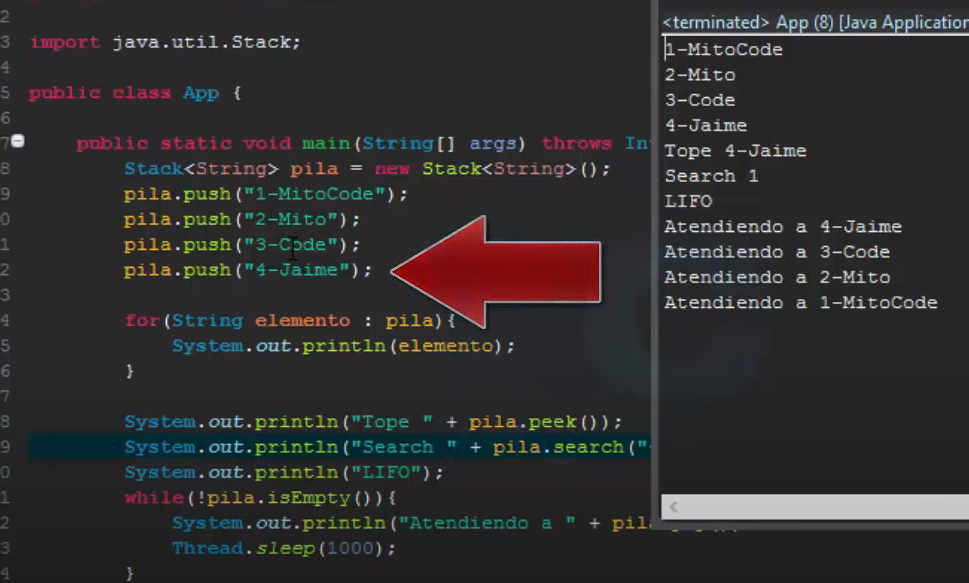 2
3 import java.util.Stack;
4
5 public class App {
6
7 public static void main(String[] args) throws
8 Stack<String> pila = new Stack<String>();
9 pila.push("1-MitoCode");
0 pila.push("2-Mito");
1 pila.push("3-Code");
2 pila.push("4-Jaime");
3
4 for(String elemento : pila){
5 System.out.println(elemento);
6 }
7
8 System.out.println("Tope " + pila.peek());
9 System.out.println("Search " + pila.search("
0 System.out.println("LIFO");
1 while(!pila.isEmpty()){
2 System.out.println("Atendiendo a " +
3 Thread.sleep(1000);
4 }
<terminated> App (8) [Java Application
1-MitoCode
2-Mito
3-Code
4-Jaime
Tope 4-Jaime
Search 1
LIFO
Atendiendo a 4-Jaime
Atendiendo a 3-Code
Atendiendo a 2-Mito
Atendiendo a 1-MitoCode